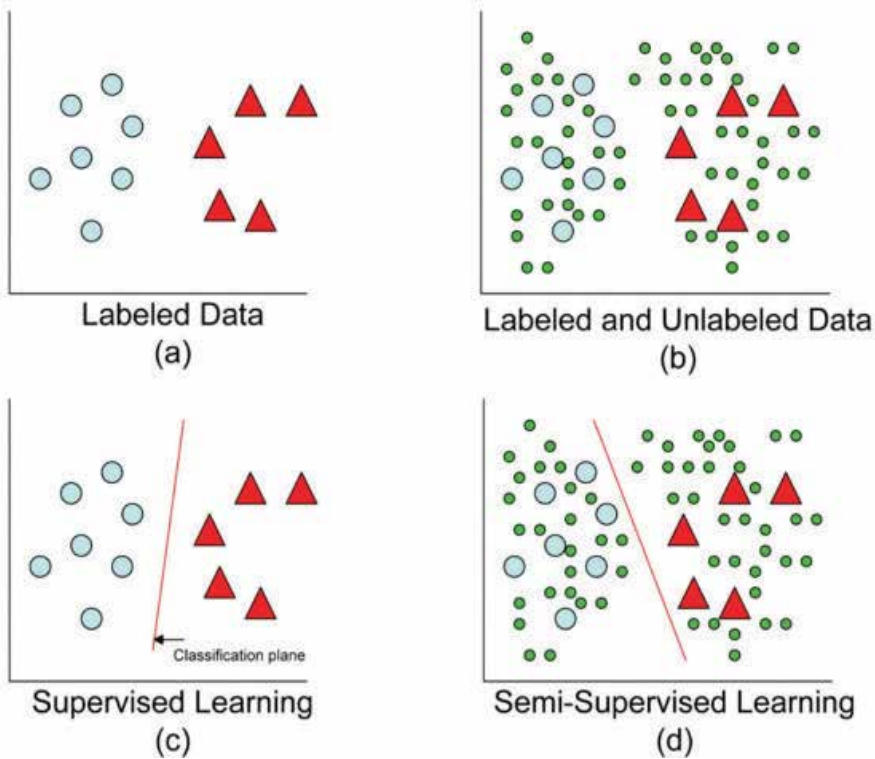 Labeled Data
(a)
Labeled and Unlabeled Data
(b)
Classification plane
Supervised Learning
(c)
Semi-Supervised Learning
(d)